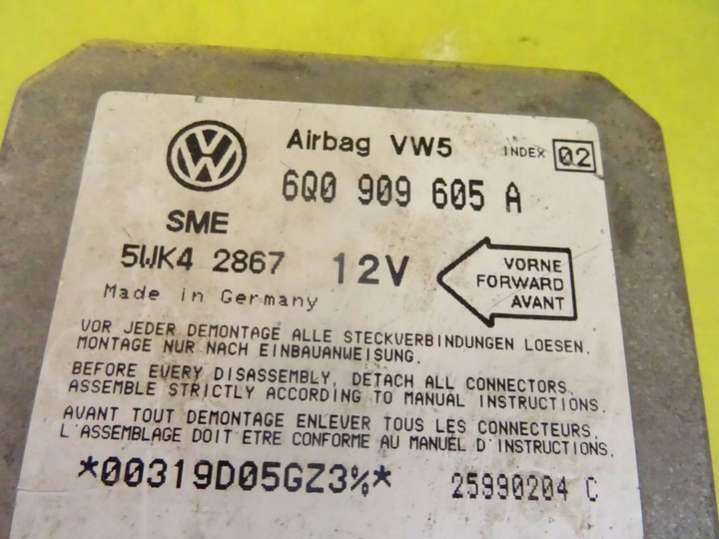 Airbag VW5 INDEX 02
6Q0 909 605 A
SME
5WK4 2867 12V
VORNE
FORWARD
AVANT
Made in Germany
VOR JEDER DEMONTAGE ALLE STECKVERBINDUNGEN LOESEN.
MONTAGE NUR NACH EINBAUANWEISUNG.
BEFORE EVERY DISASSEMBLY, DETACH ALL CONNECTORS.
ASSEMBLE STRICTLY ACCORDING TO MANUAL INSTRUCTIONS.
AVANT TOUT DEMONTAGE ENLEVER TOUS LES CONNECTEURS.
L'ASSEMBLAGE DOIT ETRE CONFORME AU MANUEL D'INSTRUCTIONS.
*00319D05GZ3%* 25990204 C